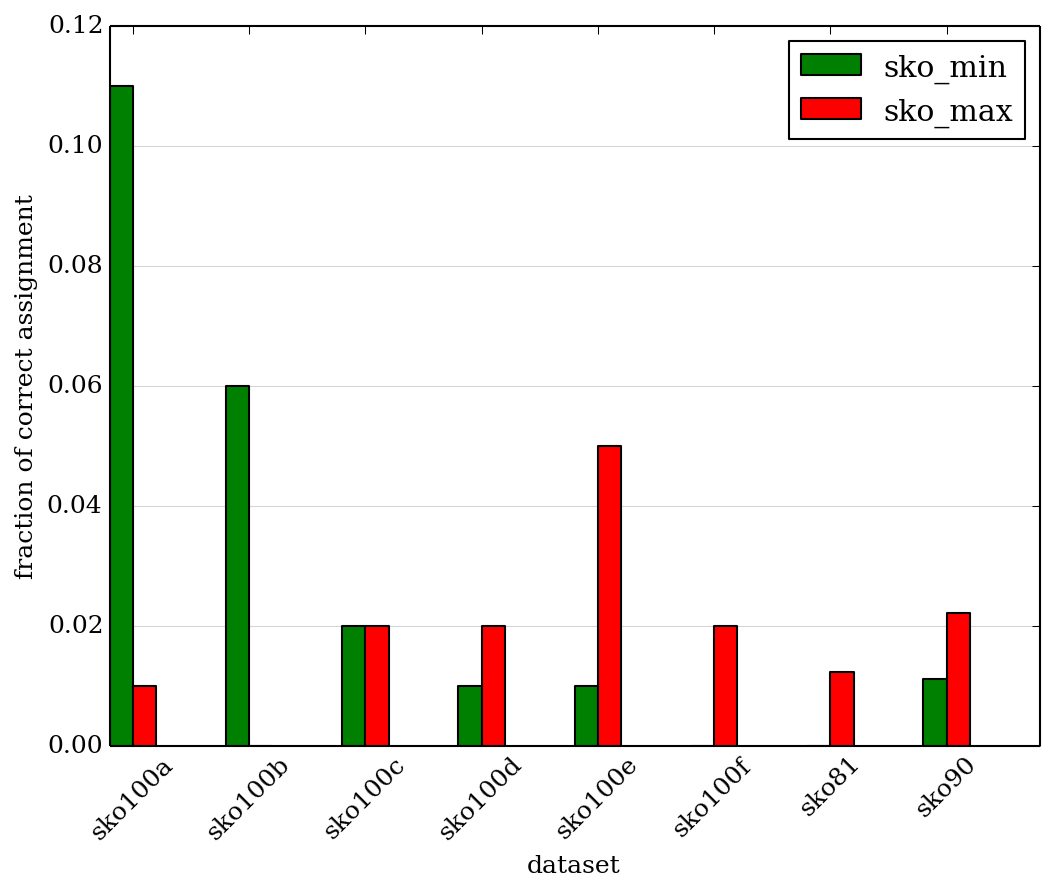 0.12
0.10
0.08
0.06
0.04
0.02
0.00
fraction of correct assignment
sko_min
sko_max
sko100a
sko100b
sko100c
sko100d
sko100e
sko100f
sko81
sko90
dataset